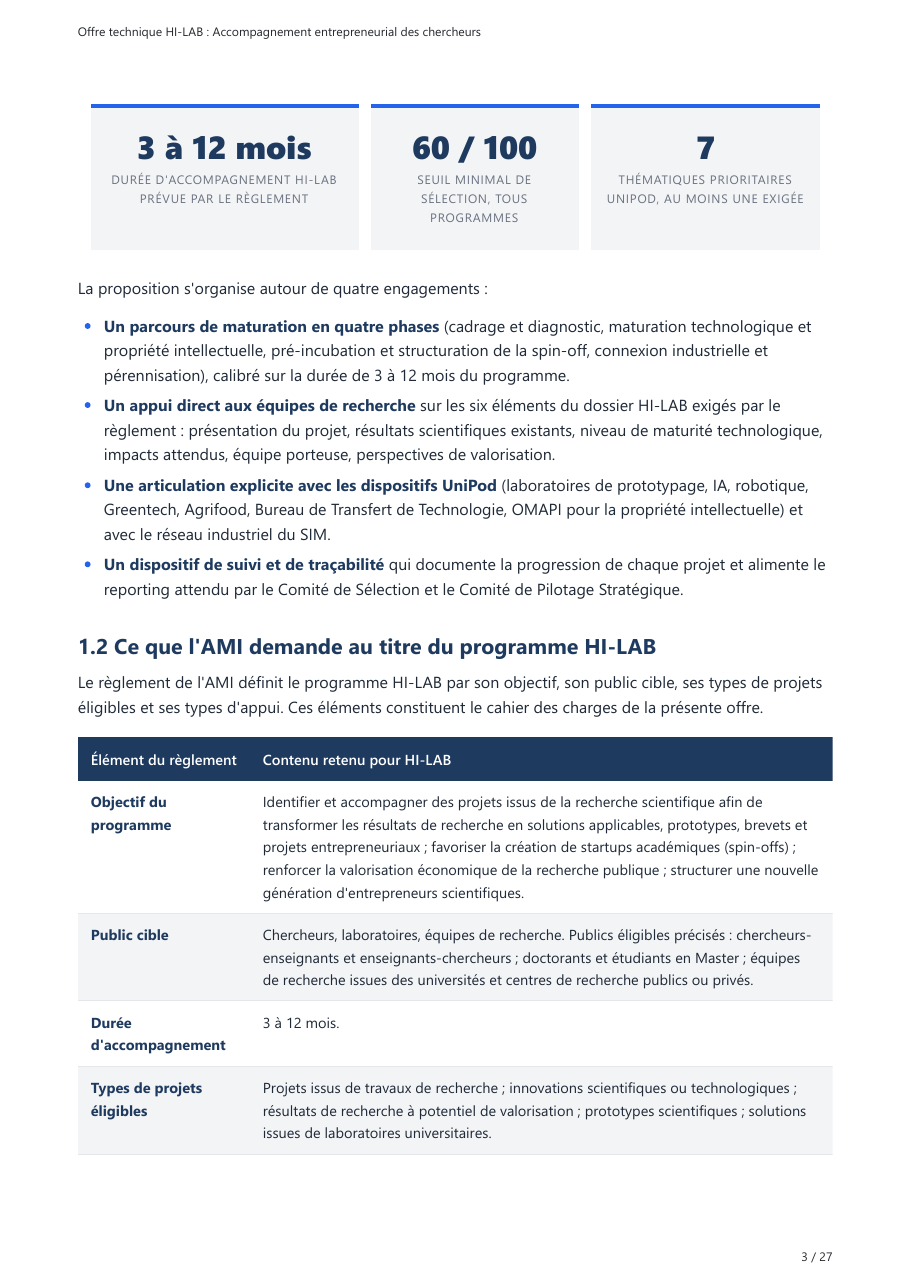 Offre technique HI-LAB : Accompagnement entrepreneurial des chercheurs
3 à 12 mois
DURÉE D'ACCOMPAGNEMENT HI-LAB
PRÉVUE PAR LE RÈGLEMENT
60 / 100
SEUIL MINIMAL DE
SÉLECTION, TOUS
PROGRAMMES
7
THÉMATIQUES PRIORITAIRES
UNIPOD, AU MOINS UNE EXIGÉE
La proposition s'organise autour de quatre engagements :
• Un parcours de maturation en quatre phases (cadrage et diagnostic, maturation technologique et
propriété intellectuelle, pré-incubation et structuration de la spin-off, connexion industrielle et
pérennisation), calibré sur la durée de 3 à 12 mois du programme.
• Un appui direct aux équipes de recherche sur les six éléments du dossier HI-LAB exigés par le
règlement : présentation du projet, résultats scientifiques existants, niveau de maturité technologique,
impacts attendus, équipe porteuse, perspectives de valorisation.
• Une articulation explicite avec les dispositifs UniPod (laboratoires de prototypage, IA, robotique,
Greentech, Agrifood, Bureau de Transfert de Technologie, OMAPI pour la propriété intellectuelle) et
avec le réseau industriel du SIM.
• Un dispositif de suivi et de traçabilité qui documente la progression de chaque projet et alimente le
reporting attendu par le Comité de Sélection et le Comité de Pilotage Stratégique.
1.2 Ce que l'AMI demande au titre du programme HI-LAB
Le règlement de l'AMI définit le programme HI-LAB par son objectif, son public cible, ses types de projets
éligibles et ses types d'appui. Ces éléments constituent le cahier des charges de la présente offre.
Élément du règlement Contenu retenu pour HI-LAB
Objectif du
programme
Identifier et accompagner des projets issus de la recherche scientifique afin de
transformer les résultats de recherche en solutions applicables, prototypes, brevets et
projets entrepreneuriaux ; favoriser la création de startups académiques (spin-offs) ;
renforcer la valorisation économique de la recherche publique ; structurer une nouvelle
génération d'entrepreneurs scientifiques.
Public cible
Chercheurs, laboratoires, équipes de recherche. Publics éligibles précisés : chercheurs-
enseignants et enseignants-chercheurs ; doctorants et étudiants en Master ; équipes
de recherche issues des universités et centres de recherche publics ou privés.
Durée
d'accompagnement
3 à 12 mois.
Types de projets
éligibles
Projets issus de travaux de recherche ; innovations scientifiques ou technologiques ;
résultats de recherche à potentiel de valorisation ; prototypes scientifiques ; solutions
issues de laboratoires universitaires.
3 / 27